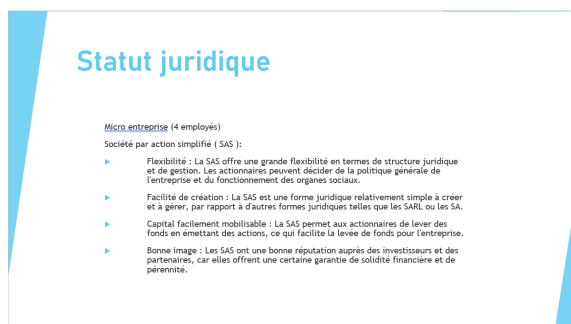 Statut juridique
Micro entreprise (4 employés)
Société par action simplifié ( SAS ):
Flexibilité : La SAS offre une grande flexibilité en termes de structure juridique
et de gestion. Les actionnaires peuvent décider de la politique générale de
l'entreprise et du fonctionnement des organes sociaux.
Facilité de création : La SAS est une forme juridique relativement simple à créer
et à gérer, par rapport à d'autres formes juridiques telles que les SARL ou les SA.
Capital facilement mobilisable : La SAS permet aux actionnaires de lever des
fonds en émettant des actions, ce qui facilite la levée de fonds pour l'entreprise.
Bonne image : Les SAS ont une bonne réputation auprès des investisseurs et des
partenaires, car elles offrent une certaine garantie de solidité financière et de
pérennité.